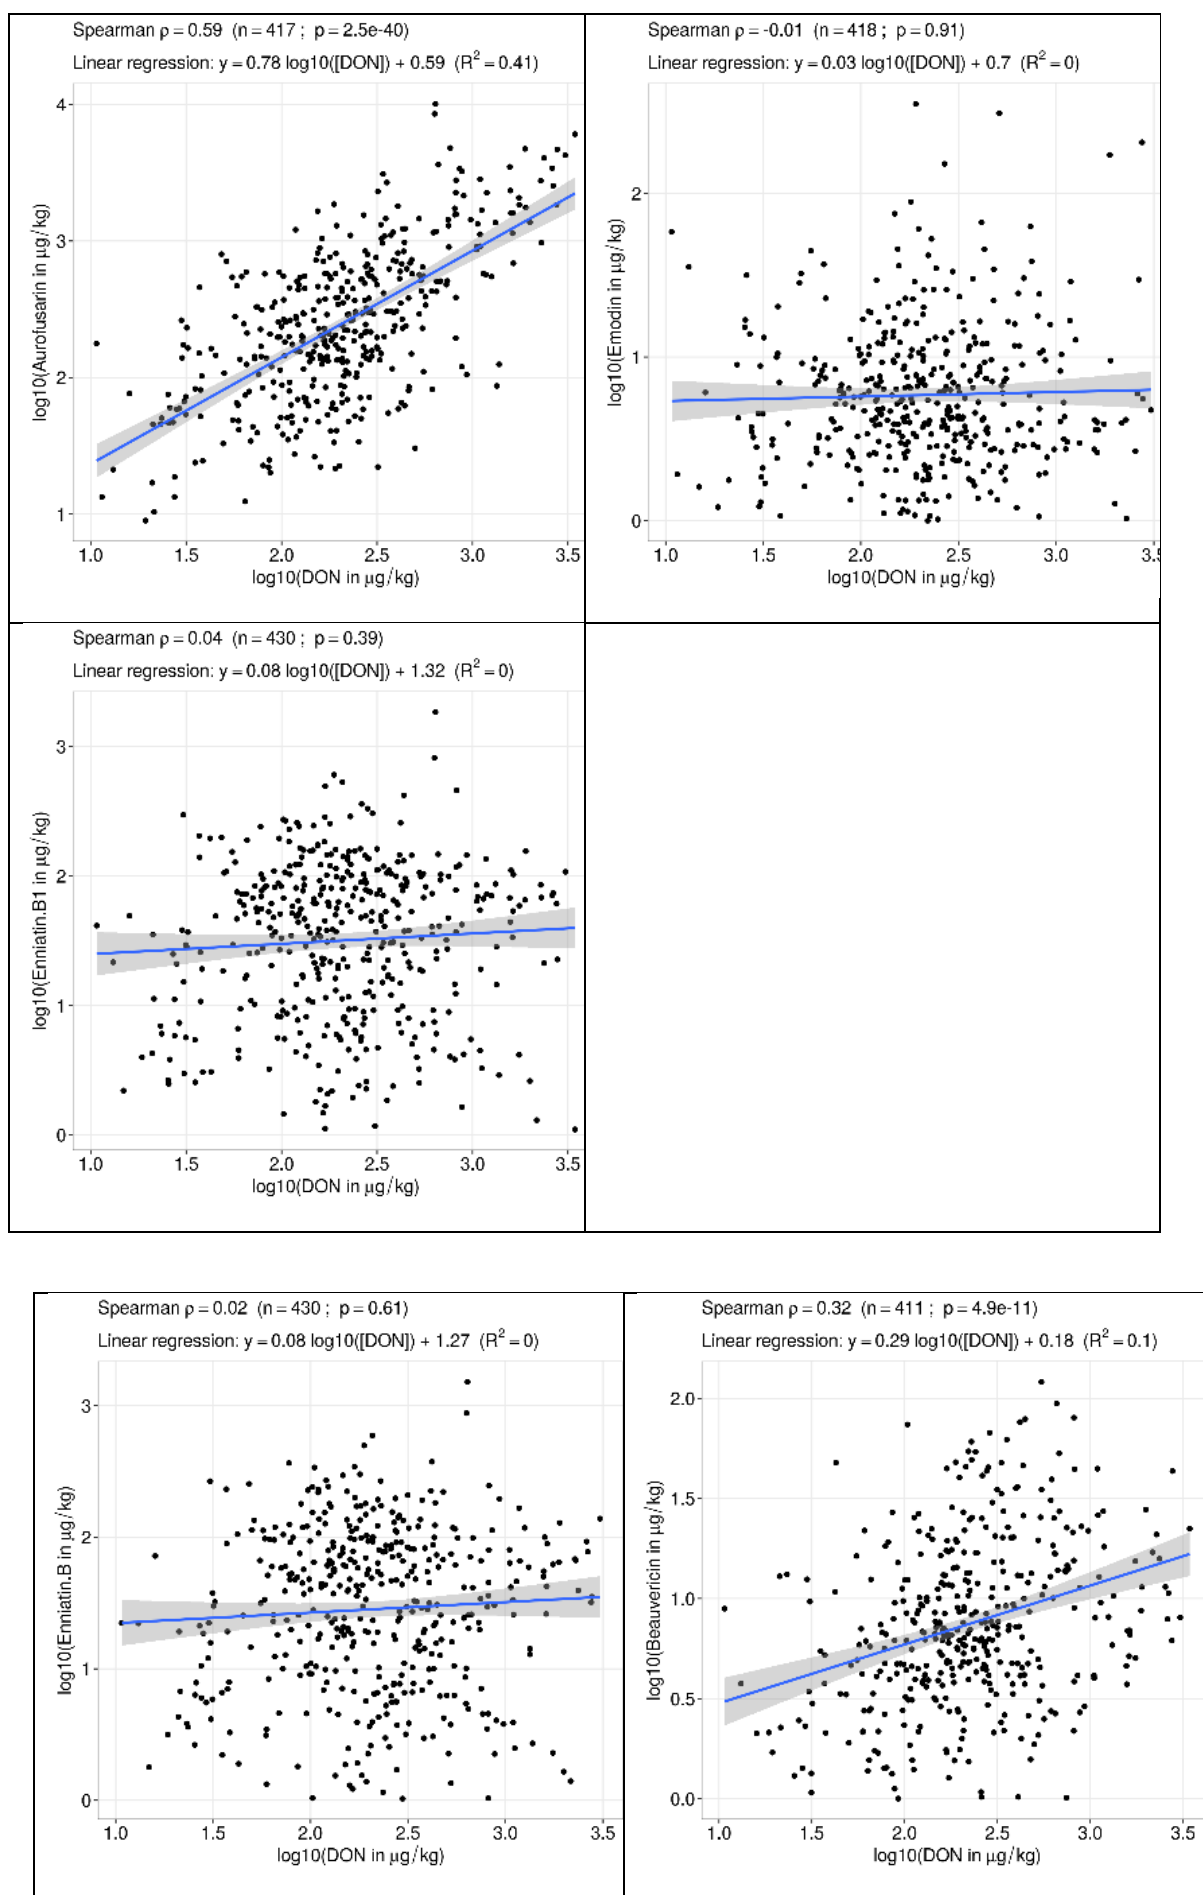 Spearman ρ = 0.59 (n = 417 ; p = 2.5e-40)
Linear regression: y = 0.78 log10([DON]) + 0.59 (R² = 0.41)
log10(Aurofusarin in μg/kg)
4
3
2
1
1.0 1.5 2.0 2.5 3.0 3.5
log10(DON in μg/kg)
Spearman ρ = -0.01 (n = 418 ; p = 0.91)
Linear regression: y = 0.03 log10([DON]) + 0.7 (R² = 0)
log10(Emodin in μg/kg)
2
1
0
1.0 1.5 2.0 2.5 3.0 3.5
log10(DON in μg/kg)
Spearman ρ = 0.04 (n = 430 ; p = 0.39)
Linear regression: y = 0.08 log10([DON]) + 1.32 (R² = 0)
log10(Enniatin.B1 in μg/kg)
3
2
1
0
1.0 1.5 2.0 2.5 3.0 3.5
log10(DON in μg/kg)
Spearman ρ = 0.02 (n = 430 ; p = 0.61)
Linear regression: y = 0.08 log10([DON]) + 1.27 (R² = 0)
log10(Enniatin.B in μg/kg)
3
2
1
0
1.0 1.5 2.0 2.5 3.0 3.5
log10(DON in μg/kg)
Spearman ρ = 0.32 (n = 411 ; p = 4.9e-11)
Linear regression: y = 0.29 log10([DON]) + 0.18 (R² = 0.1)
log10(Beauvericin in μg/kg)
2.0
1.5
1.0
0.5
0.0
1.0 1.5 2.0 2.5 3.0 3.5
log10(DON in μg/kg)